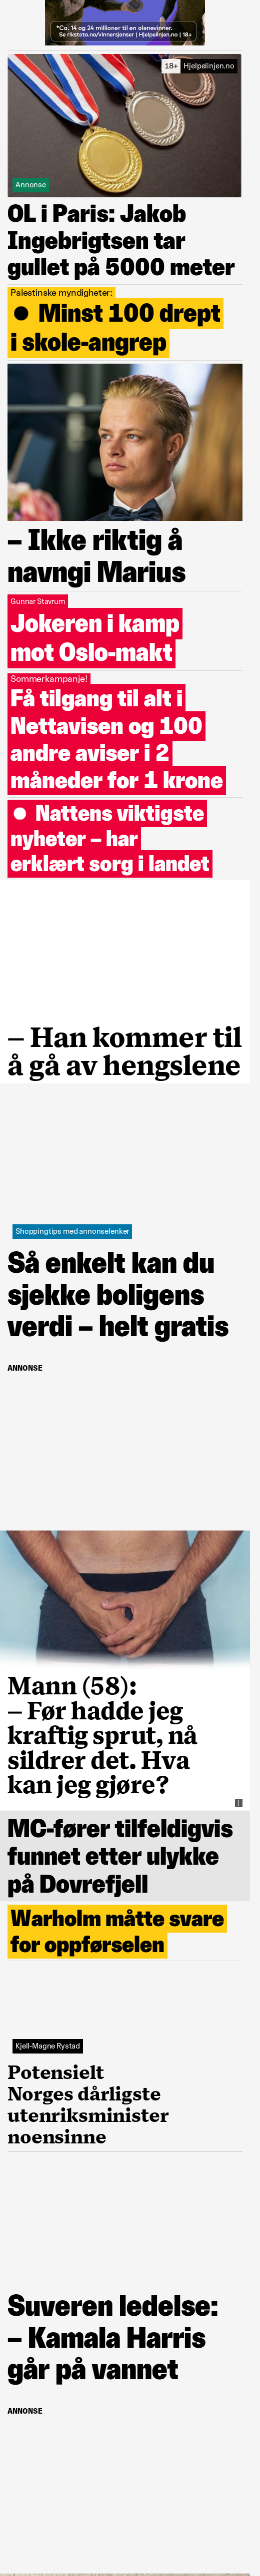 *Ca. 14 og 24 millioner til en alenevinner.
Se rikstoto.no/vinnersjanser | Hjelpelinjen.no | 18+
18+ Hjelpelinjen.no
Annonse
OL i Paris: Jakob
Ingebrigtsen tar
gullet på 5000 meter
Palestinske myndigheter:
Minst 100 drept
i skole-angrep
– Ikke riktig å
navngi Marius
Gunnar Stavrum
Jokeren i kamp
mot Oslo-makt
Sommerkampanje!
Få tilgang til alt i
Nettavisen og 100
andre aviser i 2
måneder for 1 krone
Nattens viktigste
nyheter – har
erklært sorg i landet
– Han kommer til
å gå av hengslene
Shoppingtips med annonselenker
Så enkelt kan du
sjekke boligens
verdi – helt gratis
ANNONSE
Mann (58):
– Før hadde jeg
kraftig sprut, nå
sildrer det. Hva
kan jeg gjøre?
MC-fører tilfeldigvis
funnet etter ulykke
på Dovrefjell
Warholm måtte svare
for oppførselen
Kjell-Magne Rystad
Potensielt
Norges dårligste
utenriksminister
noensinne
Suveren ledelse:
– Kamala Harris
går på vannet
ANNONSE